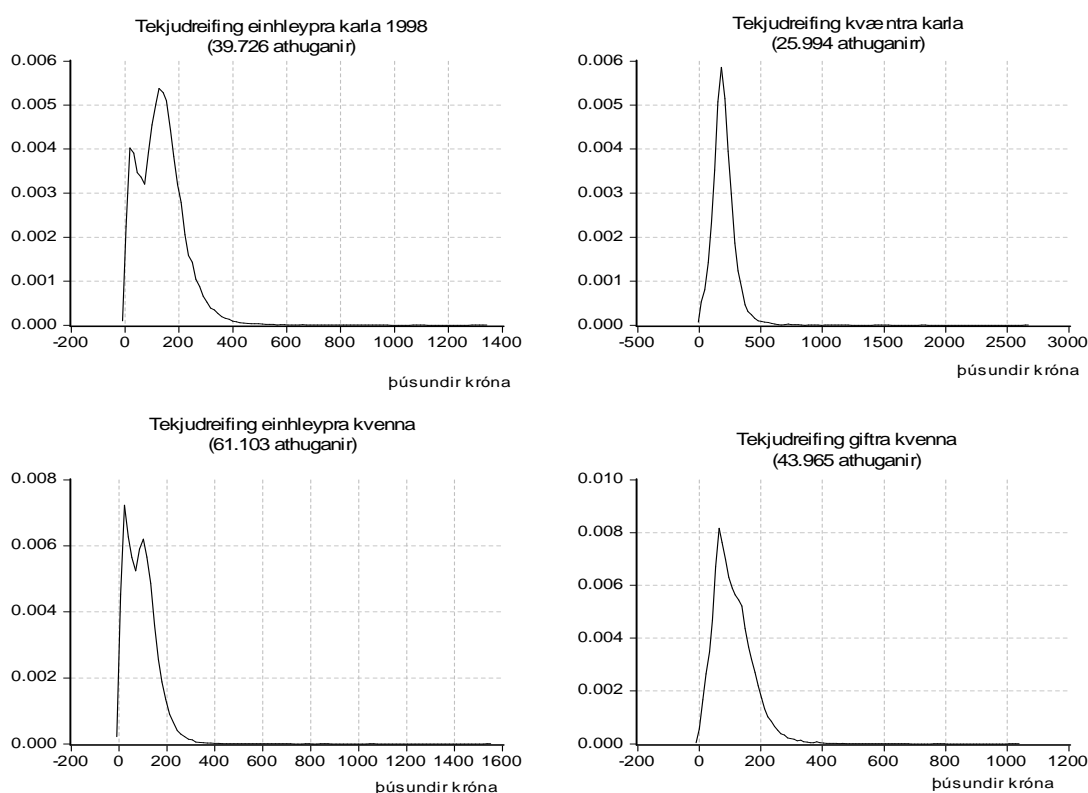 Tekjudreifing einhleypra karla 1998
(39.726 athuganir)
0.006
0.005
0.004
0.003
0.002
0.001
0.000
-200 0 200 400 600 800 1000 1200 1400
þúsundir króna
Tekjudreifing kvæntra karla
(25.994 athuganirr)
0.006
0.005
0.004
0.003
0.002
0.001
0.000
-500 0 500 1000 1500 2000 2500 3000
þúsundir króna
Tekjudreifing einhleypra kvenna
(61.103 athuganir)
0.008
0.006
0.004
0.002
0.000
-200 0 200 400 600 800 1000 1200 1400 1600
þúsundir króna
Tekjudreifing giftra kvenna
(43.965 athuganir)
0.010
0.008
0.006
0.004
0.002
0.000
-200 0 200 400 600 800 1000 1200
þúsundir króna